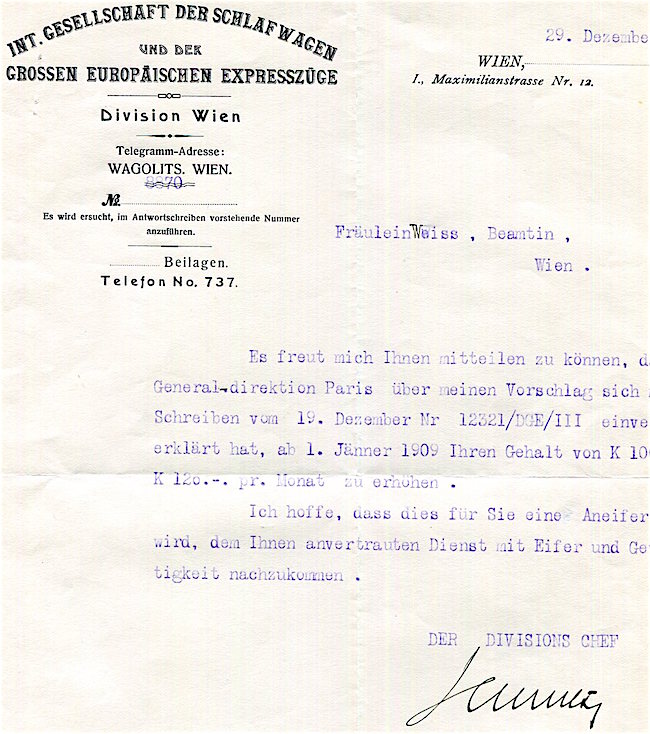 INT. GESELLSCHAFT DER SCHLAFWAGEN
UND DER
GROSSEN EUROPÄISCHEN EXPRESSZÜGE
Division Wien
Telegramm-Adresse:
WAGOLITS. WIEN.
8870
№
Es wird ersucht, im Antwortschreiben vorstehende Nummer
anzuführen.
Beilagen.
Telefon No. 737.
29. Dezembe
WIEN,
I., Maximilianstrasse Nr. 12.
Fräulein Weiss , Beamtin ,
Wien .
Es freut mich Ihnen mitteilen zu können, d
General-direktion Paris über meinen Vorschlag sich
Schreiben vom 19. Dezember Nr 12321/DGE/III einve
erklärt hat, ab 1. Jänner 1909 Ihren Gehalt von K 10
K 12o.-. pr. Monat zu erhöhen .
Ich hoffe, dass dies für Sie eine Aneifer
wird, dem Ihnen anvertrauten Dienst mit Eifer und Ge
tigkeit nachzukommen .
DER DIVISIONS CHEF